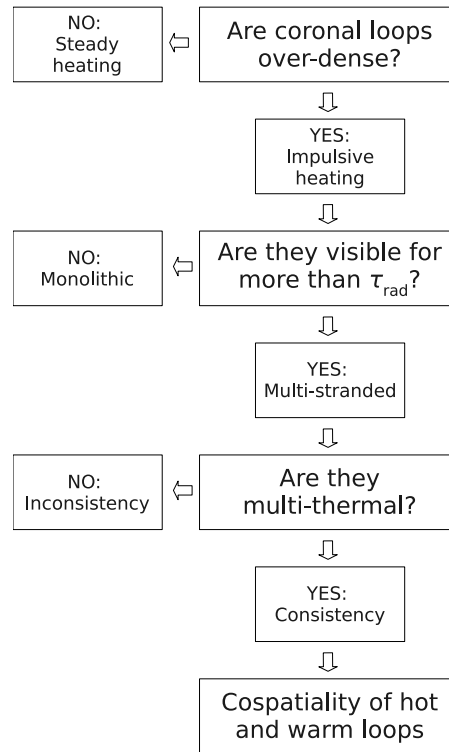 NO:
Steady
heating
Are coronal loops
over-dense?
YES:
Impulsive
heating
NO:
Monolithic
Are they visible for
more than τrad?
YES:
Multi-stranded
NO:
Inconsistency
Are they
multi-thermal?
YES:
Consistency
Cospatiality of hot
and warm loops